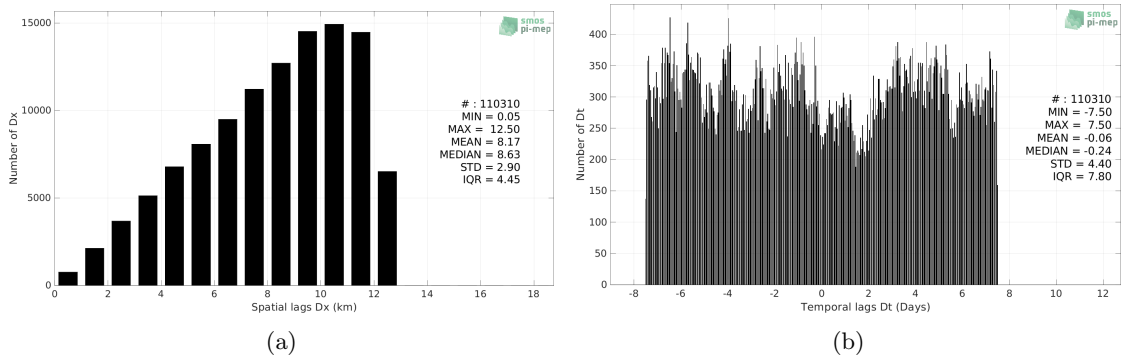 15000
10000
5000
0
Number of Dx
0 2 4 6 8 10 12 14 16 18
Spatial lags Dx (km)
smos
pi-mep
# : 110310
MIN = 0.05
MAX = 12.50
MEAN = 8.17
MEDIAN = 8.63
STD = 2.90
IQR = 4.45
(a)
400
350
300
250
200
150
100
50
0
Number of Dt
-8 -6 -4 -2 0 2 4 6 8 10 12
Temporal lags Dt (Days)
smos
pi-mep
# : 110310
MIN = -7.50
MAX = 7.50
MEAN = -0.06
MEDIAN = -0.24
STD = 4.40
IQR = 7.80
(b)